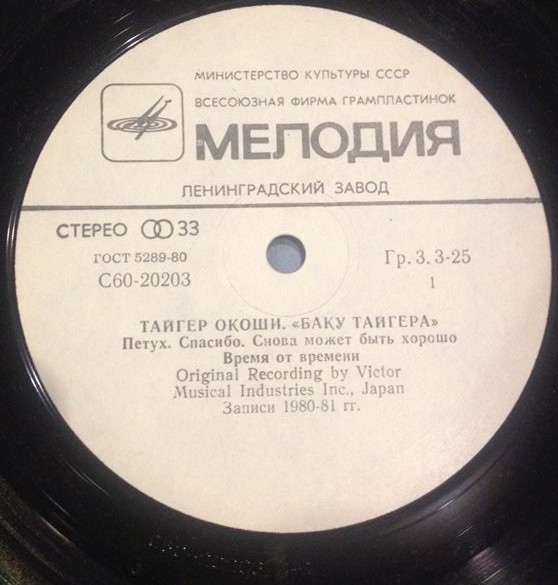 МИНИСТЕРСТВО КУЛЬТУРЫ СССР
ВСЕСОЮЗНАЯ ФИРМА ГРАМПЛАСТИНОК
МЕЛОДИЯ
ЛЕНИНГРАДСКИЙ ЗАВОД
СТЕРЕО 33
ГОСТ 5289-80
С60-20203
Гр. 3. 3-25
1
ТАЙГЕР ОКОШИ. «БАКУ ТАЙГЕРА»
Петух. Спасибо. Снова может быть хорошо
Время от времени
Original Recording by Victor
Musical Industries Inc., Japan
Записи 1980-81 гг.